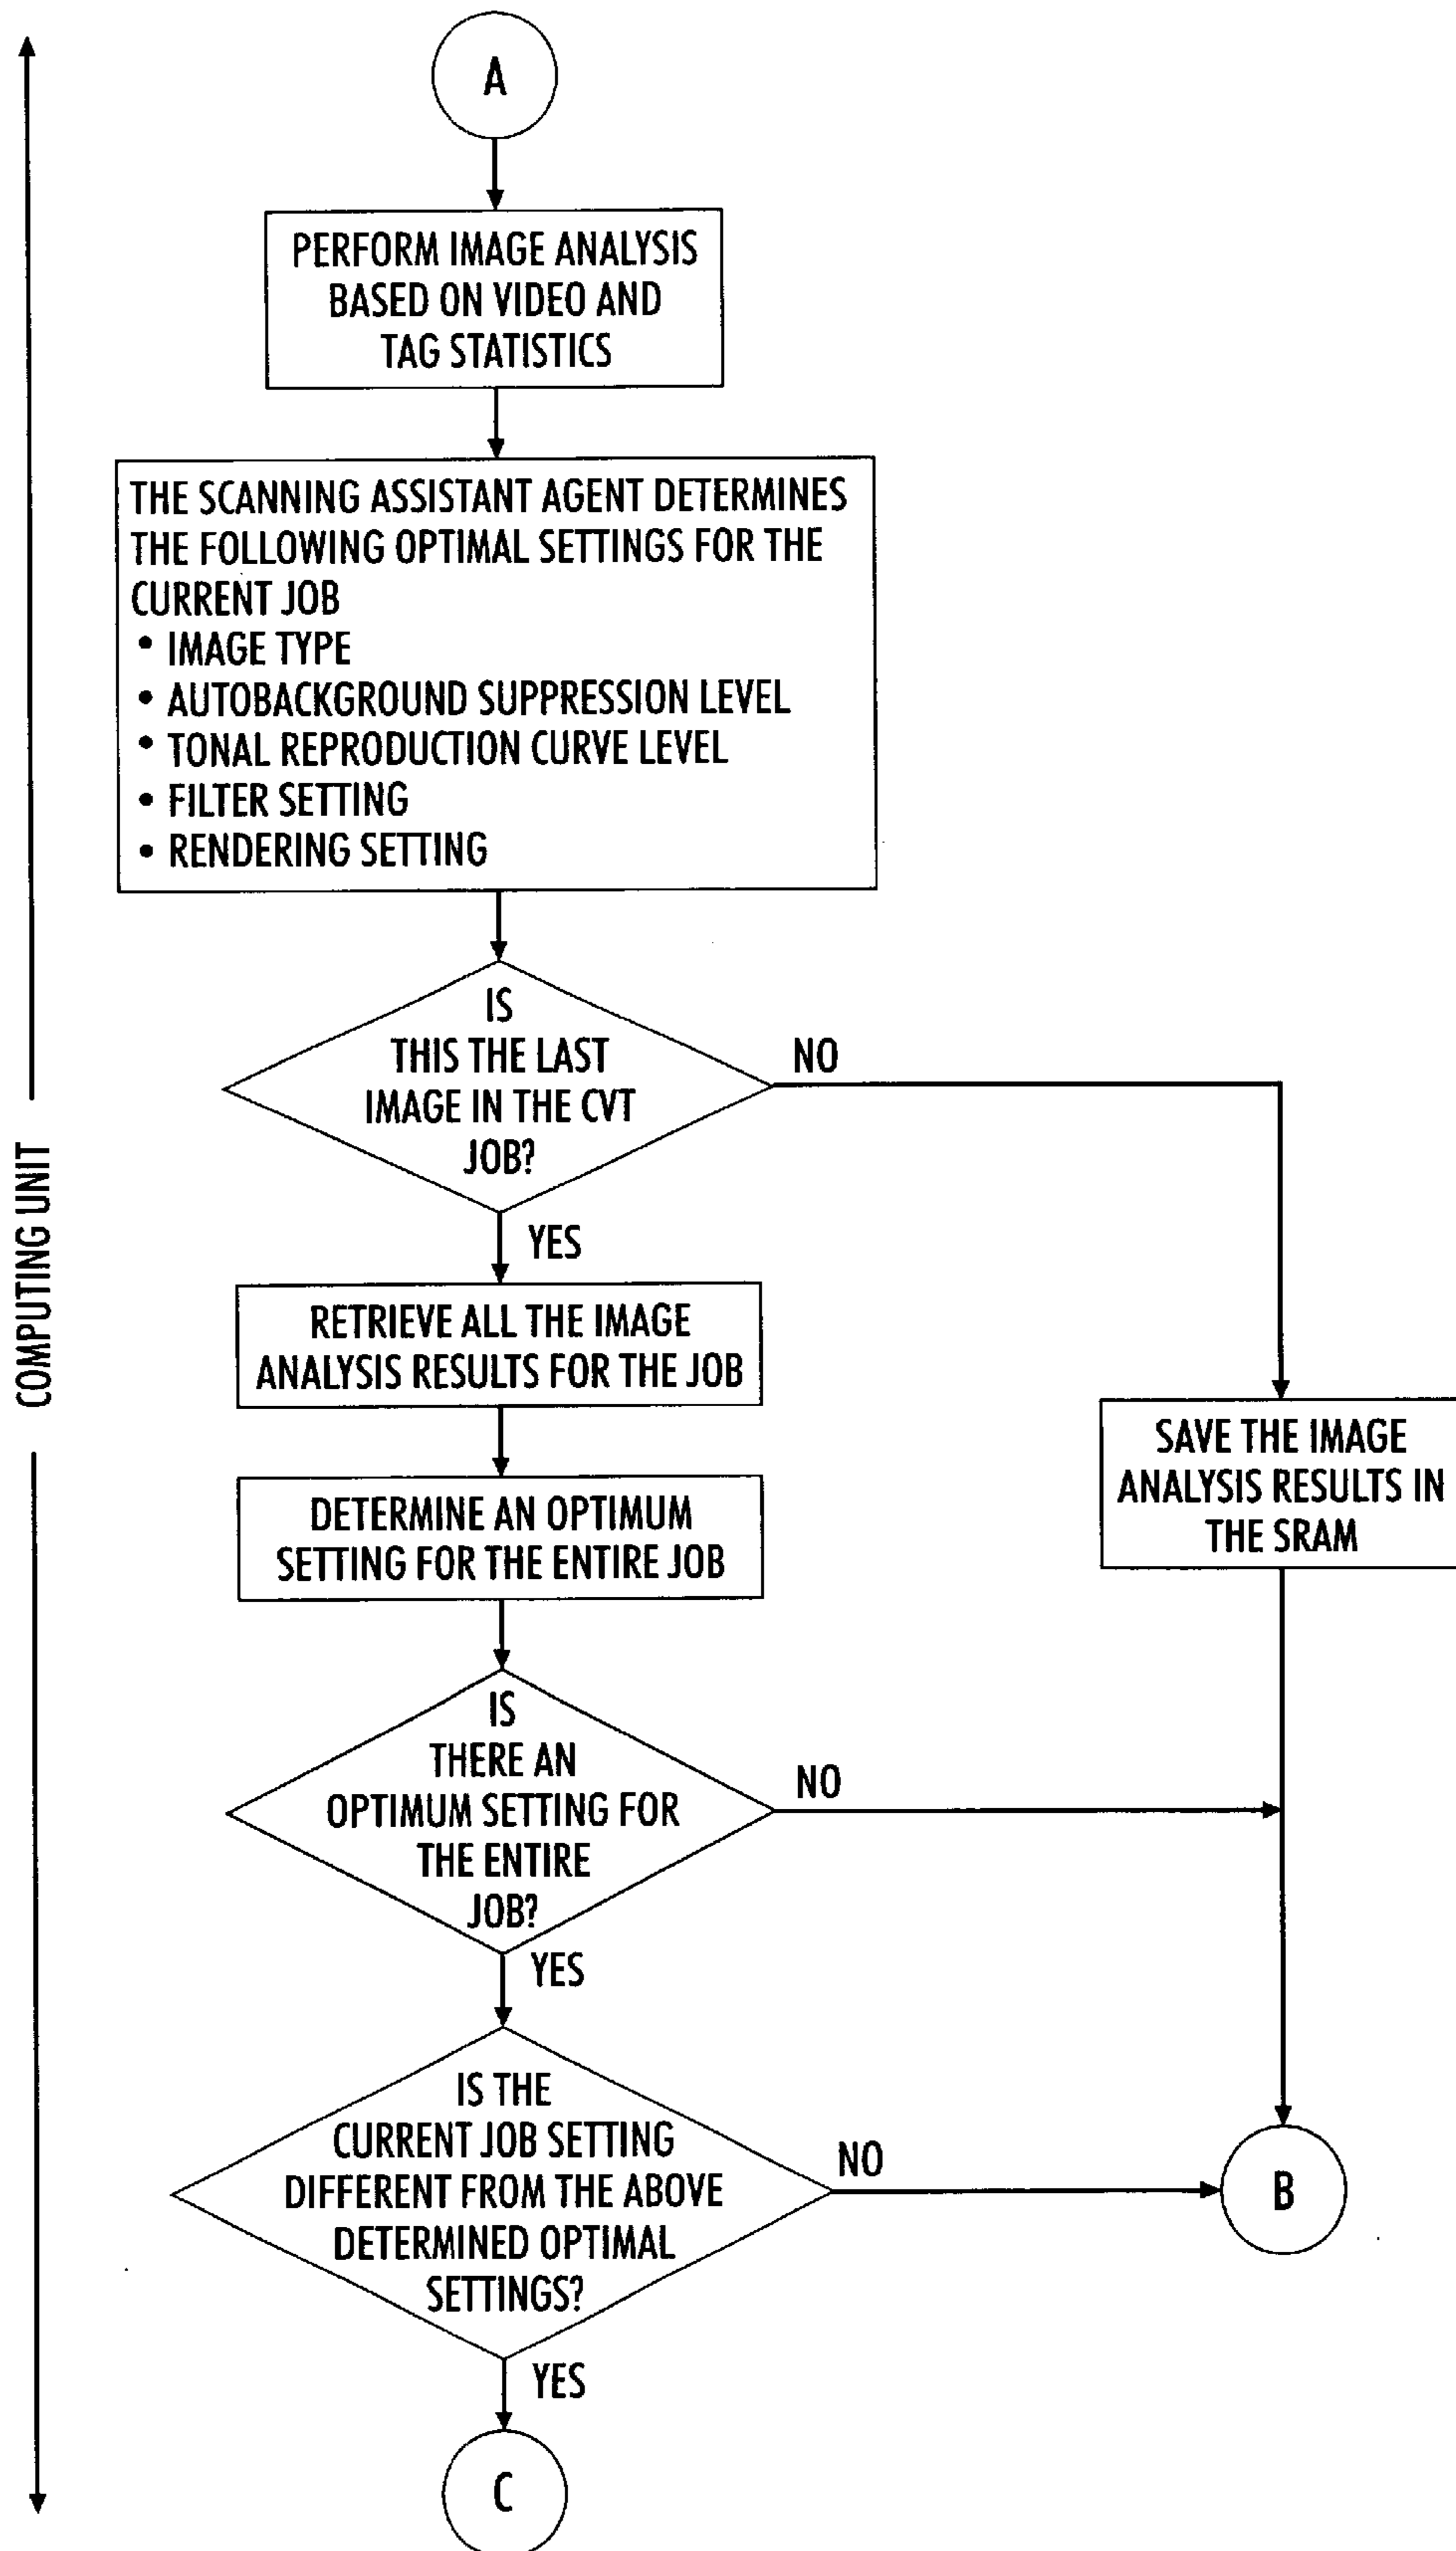 A
PERFORM IMAGE ANALYSIS
BASED ON VIDEO AND
TAG STATISTICS
THE SCANNING ASSISTANT AGENT DETERMINES
THE FOLLOWING OPTIMAL SETTINGS FOR THE
CURRENT JOB
• IMAGE TYPE
• AUTOBACKGROUND SUPPRESSION LEVEL
• TONAL REPRODUCTION CURVE LEVEL
• FILTER SETTING
• RENDERING SETTING
IS
THIS THE LAST
IMAGE IN THE CVT
JOB?
NO
YES
COMPUTING UNIT
RETRIEVE ALL THE IMAGE
ANALYSIS RESULTS FOR THE JOB
SAVE THE IMAGE
ANALYSIS RESULTS IN
THE SRAM
DETERMINE AN OPTIMUM
SETTING FOR THE ENTIRE JOB
IS
THERE AN
OPTIMUM SETTING FOR
THE ENTIRE
JOB?
NO
YES
IS THE
CURRENT JOB SETTING
DIFFERENT FROM THE ABOVE
DETERMINED OPTIMAL
SETTINGS?
NO
B
YES
C